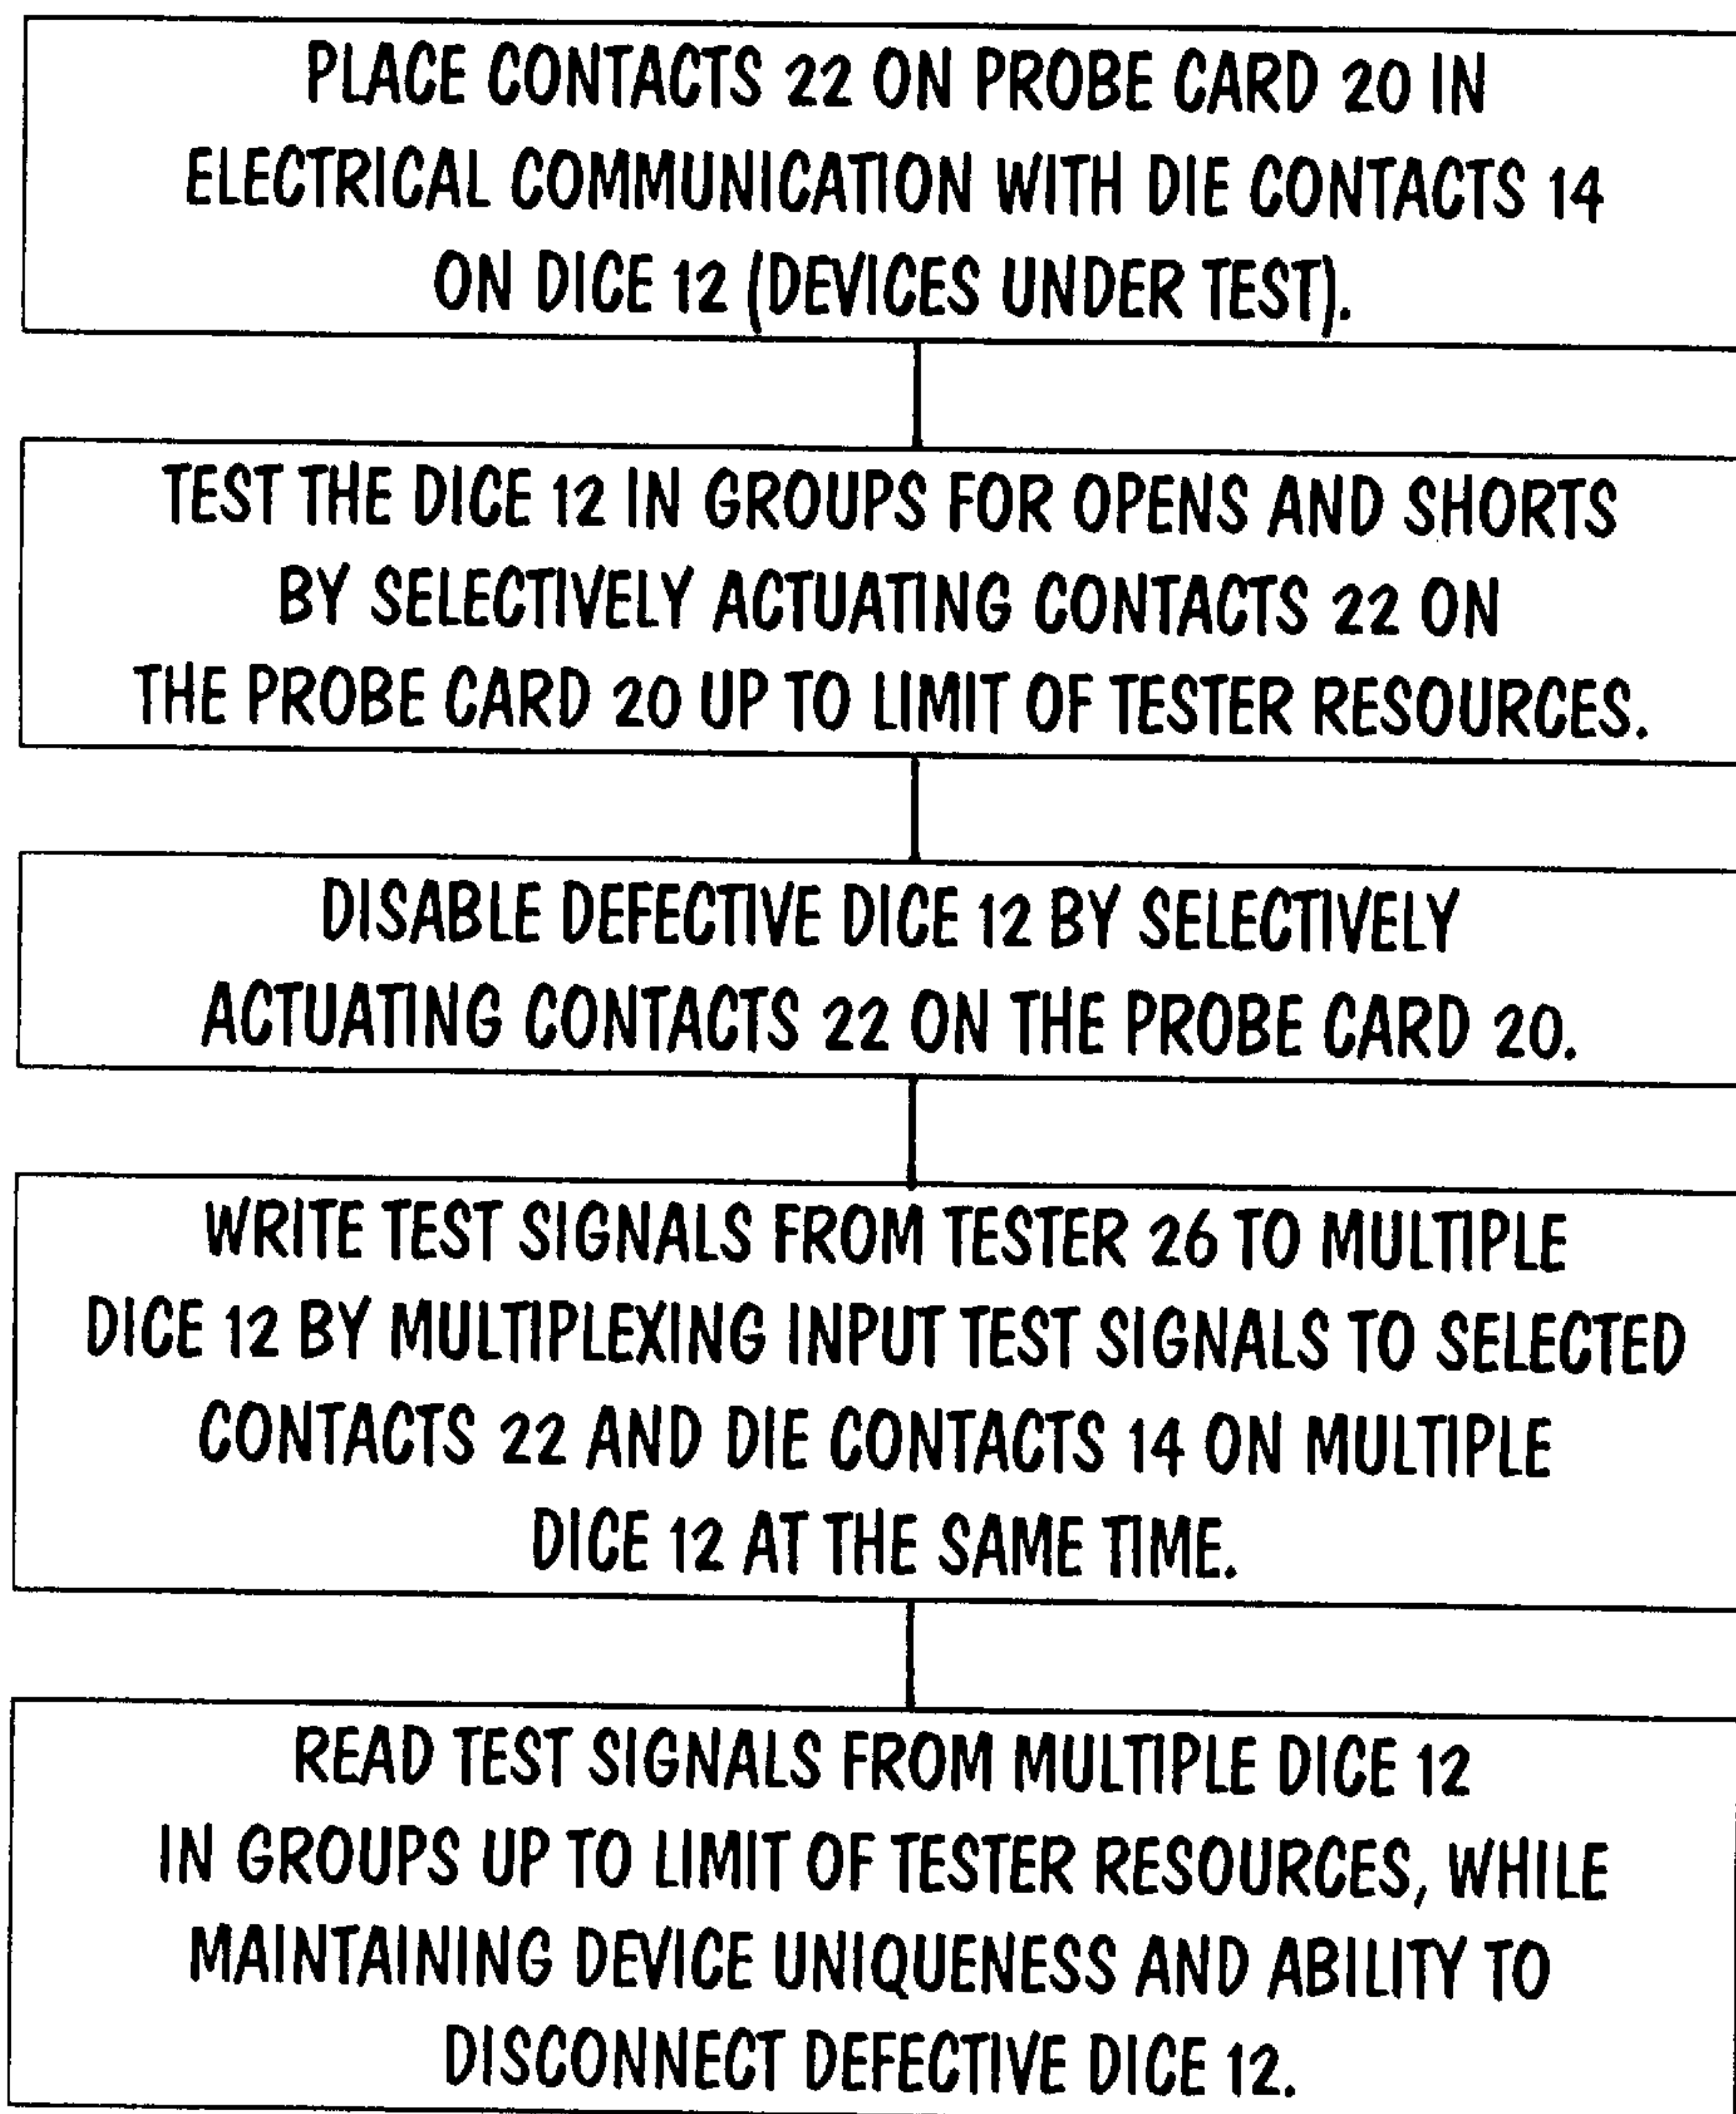 PLACE CONTACTS 22 ON PROBE CARD 20 IN
ELECTRICAL COMMUNICATION WITH DIE CONTACTS 14
ON DICE 12 (DEVICES UNDER TEST).
TEST THE DICE 12 IN GROUPS FOR OPENS AND SHORTS
BY SELECTIVELY ACTUATING CONTACTS 22 ON
THE PROBE CARD 20 UP TO LIMIT OF TESTER RESOURCES.
DISABLE DEFECTIVE DICE 12 BY SELECTIVELY
ACTUATING CONTACTS 22 ON THE PROBE CARD 20.
WRITE TEST SIGNALS FROM TESTER 26 TO MULTIPLE
DICE 12 BY MULTIPLEXING INPUT TEST SIGNALS TO SELECTED
CONTACTS 22 AND DIE CONTACTS 14 ON MULTIPLE
DICE 12 AT THE SAME TIME.
READ TEST SIGNALS FROM MULTIPLE DICE 12
IN GROUPS UP TO LIMIT OF TESTER RESOURCES, WHILE
MAINTAINING DEVICE UNIQUENESS AND ABILITY TO
DISCONNECT DEFECTIVE DICE 12.